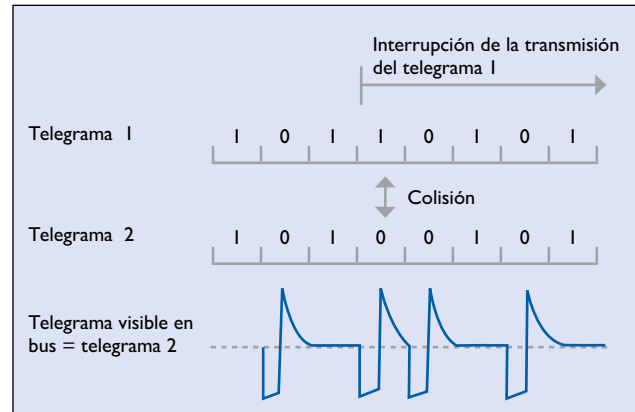 Interrupción de la transmisión
del telegrama 1
Telegrama 1
1 0 1 1 0 1 0 1
Colisión
Telegrama 2
1 0 1 0 0 1 0 1
Telegrama visible en
bus = telegrama 2